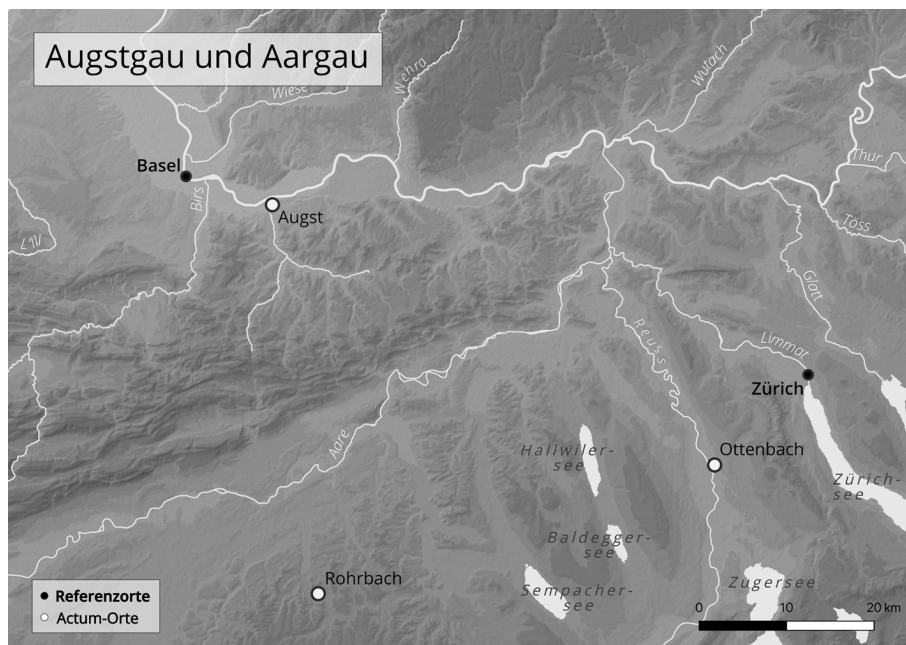 Augstgau und Aargau
Wiese
Wehra
Wutach
Basel
Thur
Birs
Augst
Töss
Ill
Glatt
Reuss
Limmat
Zürich
Aare
Hallwiler-
see
Ottenbach
Zürich-
see
Baldegger-
see
Rohrbach
Sempacher-
see
Zugersee
Referenzorte
Actum-Orte
0 10 20 km